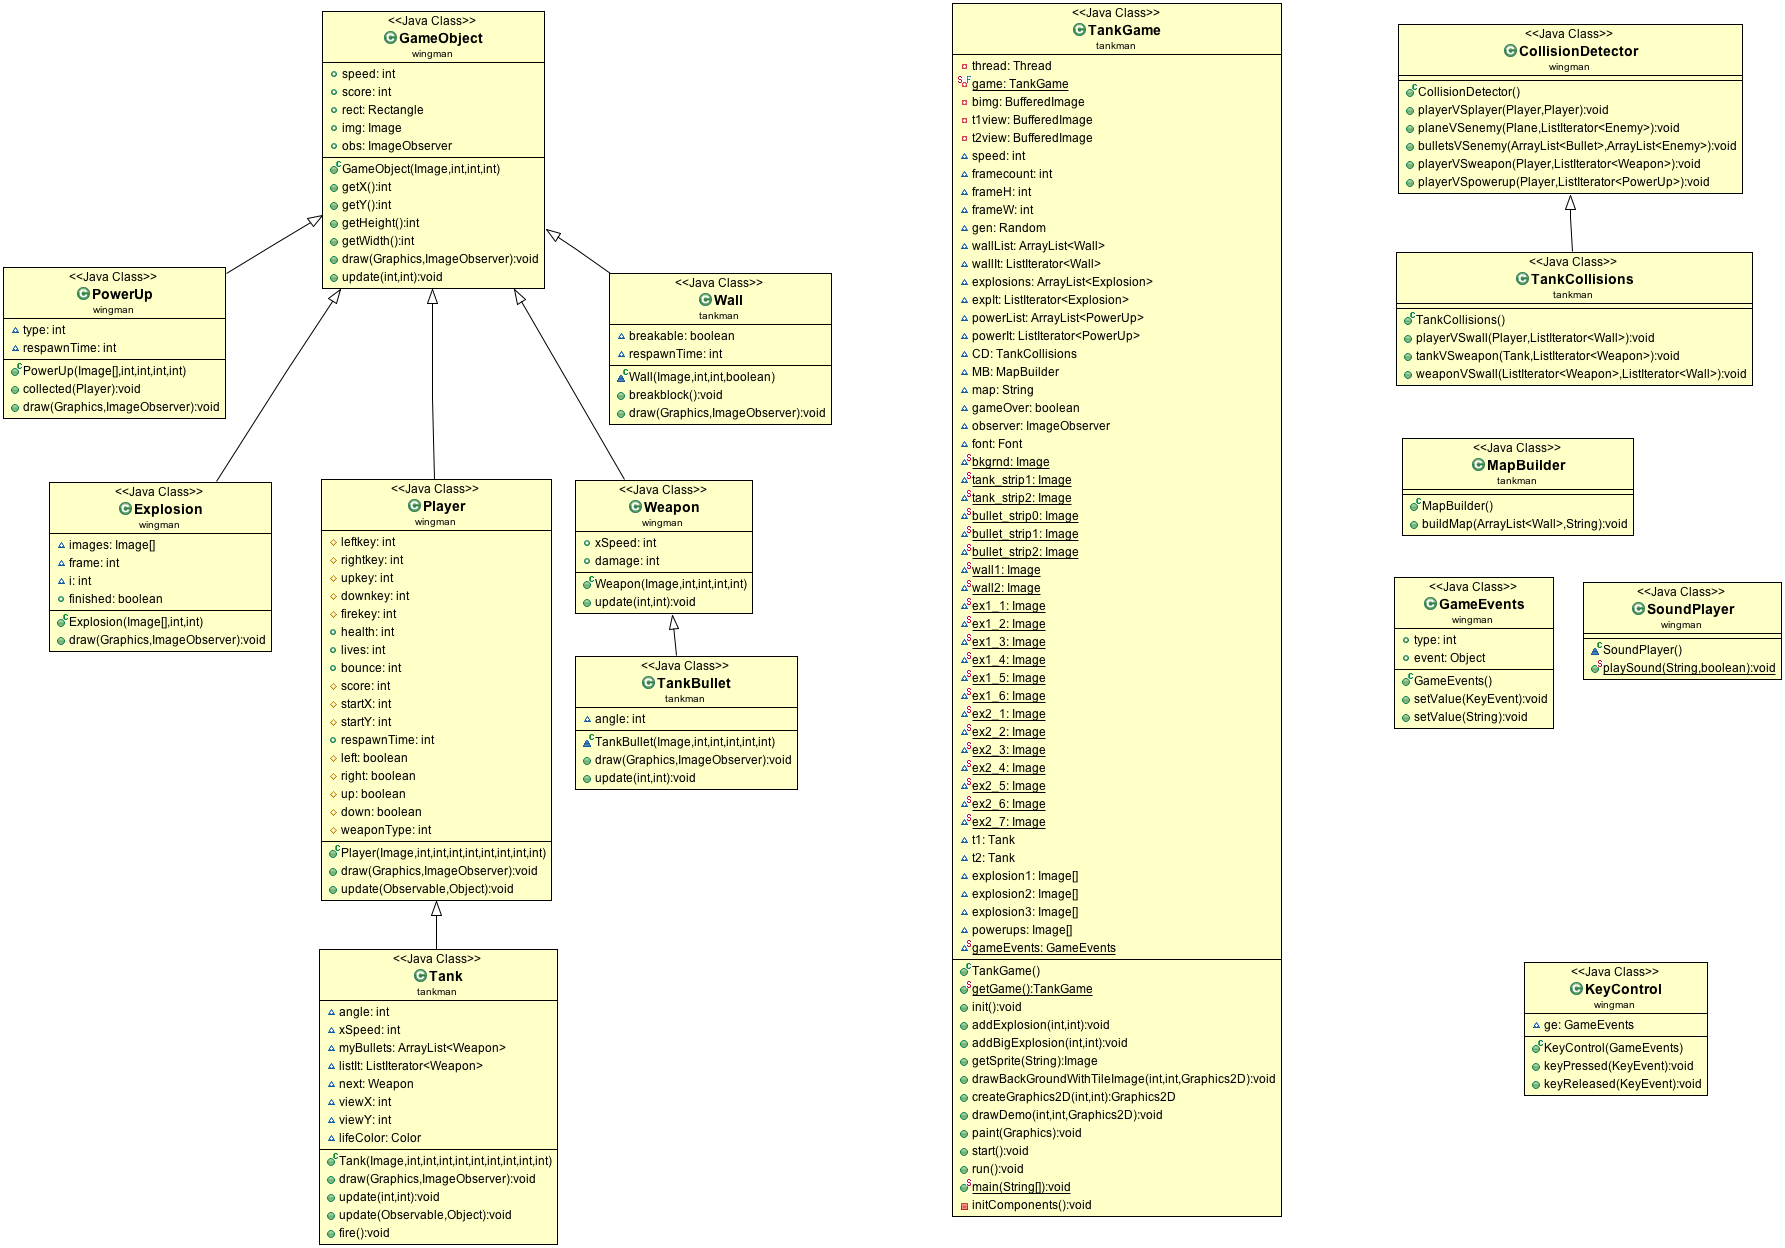 <<Java Class>>
GameObject
wingman
speed: int
score: int
rect: Rectangle
img: Image
obs: ImageObserver
GameObject(Image,int,int,int)
getX():int
getY():int
getHeight():int
getWidth():int
draw(Graphics,ImageObserver):void
update(int,int):void
<<Java Class>>
PowerUp
wingman
type: int
respawnTime: int
PowerUp(Image[],int,int,int,int)
collected(Player):void
draw(Graphics,ImageObserver):void
<<Java Class>>
Wall
tankman
breakable: boolean
respawnTime: int
Wall(Image,int,int,boolean)
breakblock():void
draw(Graphics,ImageObserver):void
<<Java Class>>
Explosion
wingman
images: Image[]
frame: int
i: int
finished: boolean
Explosion(Image[],int,int)
draw(Graphics,ImageObserver):void
<<Java Class>>
Player
wingman
leftkey: int
rightkey: int
upkey: int
downkey: int
firekey: int
health: int
lives: int
bounce: int
score: int
startX: int
startY: int
respawnTime: int
left: boolean
right: boolean
up: boolean
down: boolean
weaponType: int
Player(Image,int,int,int,int,int,int,int,int)
draw(Graphics,ImageObserver):void
update(Observable,Object):void
<<Java Class>>
Weapon
wingman
xSpeed: int
damage: int
Weapon(Image,int,int,int,int)
update(int,int):void
<<Java Class>>
TankBullet
tankman
angle: int
TankBullet(Image,int,int,int,int,int)
draw(Graphics,ImageObserver):void
update(int,int):void
<<Java Class>>
Tank
tankman
angle: int
xSpeed: int
myBullets: ArrayList<Weapon>
listIt: ListIterator<Weapon>
next: Weapon
viewX: int
viewY: int
lifeColor: Color
Tank(Image,int,int,int,int,int,int,int,int,int)
draw(Graphics,ImageObserver):void
update(int,int):void
update(Observable,Object):void
fire():void
<<Java Class>>
TankGame
tankman
thread: Thread
game: TankGame
bimg: BufferedImage
t1view: BufferedImage
t2view: BufferedImage
speed: int
framecount: int
frameH: int
frameW: int
gen: Random
wallList: ArrayList<Wall>
wallIt: ListIterator<Wall>
explosions: ArrayList<Explosion>
expIt: ListIterator<Explosion>
powerList: ArrayList<PowerUp>
powerIt: ListIterator<PowerUp>
CD: TankCollisions
MB: MapBuilder
map: String
gameOver: boolean
observer: ImageObserver
font: Font
bkgrnd: Image
tank_strip1: Image
tank_strip2: Image
bullet_strip0: Image
bullet_strip1: Image
bullet_strip2: Image
wall1: Image
wall2: Image
ex1_1: Image
ex1_2: Image
ex1_3: Image
ex1_4: Image
ex1_5: Image
ex1_6: Image
ex2_1: Image
ex2_2: Image
ex2_3: Image
ex2_4: Image
ex2_5: Image
ex2_6: Image
ex2_7: Image
t1: Tank
t2: Tank
explosion1: Image[]
explosion2: Image[]
explosion3: Image[]
powerups: Image[]
gameEvents: GameEvents
TankGame()
getGame():TankGame
init():void
addExplosion(int,int):void
addBigExplosion(int,int):void
getSprite(String):Image
drawBackGroundWithTileImage(int,int,Graphics2D):void
createGraphics2D(int,int):Graphics2D
drawDemo(int,int,Graphics2D):void
paint(Graphics):void
start():void
run():void
main(String[]):void
initComponents():void
<<Java Class>>
CollisionDetector
wingman
CollisionDetector()
playerVSplayer(Player,Player):void
planeVSenemy(Plane,ListIterator<Enemy>):void
bulletsVSenemy(ArrayList<Bullet>,ArrayList<Enemy>):void
playerVSweapon(Player,ListIterator<Weapon>):void
playerVSpowerup(Player,ListIterator<PowerUp>):void
<<Java Class>>
TankCollisions
tankman
TankCollisions()
playerVSwall(Player,ListIterator<Wall>):void
tankVSweapon(Tank,ListIterator<Weapon>):void
weaponVSwall(ListIterator<Weapon>,ListIterator<Wall>):void
<<Java Class>>
MapBuilder
tankman
MapBuilder()
buildMap(ArrayList<Wall>,String):void
<<Java Class>>
GameEvents
wingman
type: int
event: Object
GameEvents()
setValue(KeyEvent):void
setValue(String):void
<<Java Class>>
SoundPlayer
wingman
SoundPlayer()
playSound(String,boolean):void
<<Java Class>>
KeyControl
wingman
ge: GameEvents
KeyControl(GameEvents)
keyPressed(KeyEvent):void
keyReleased(KeyEvent):void